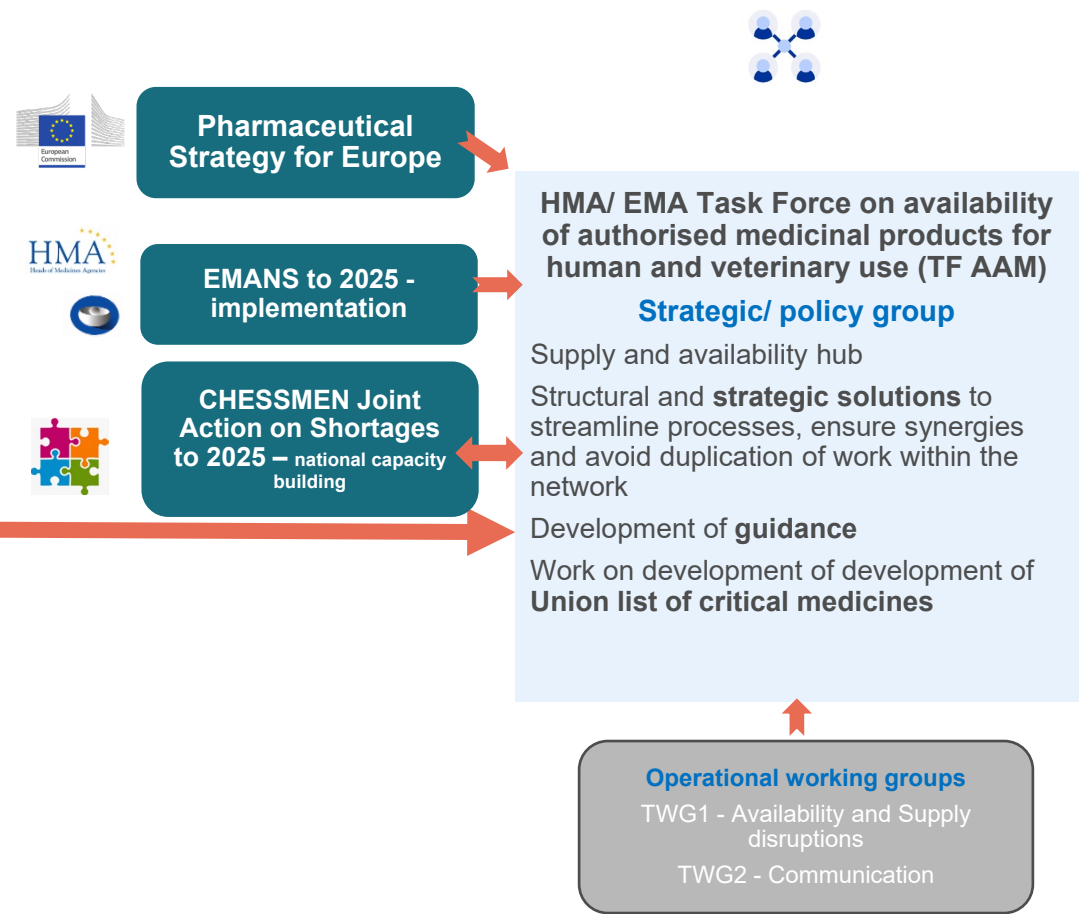 European
Commission
Pharmaceutical
Strategy for Europe
HMA
Heads of Medicines Agencies
EMANS to 2025 -
implementation
CHESSMEN Joint
Action on Shortages
to 2025 – national capacity
building
HMA/ EMA Task Force on availability
of authorised medicinal products for
human and veterinary use (TF AAM)
Strategic/ policy group
Supply and availability hub
Structural and strategic solutions to
streamline processes, ensure synergies
and avoid duplication of work within the
network
Development of guidance
Work on development of development of
Union list of critical medicines
Operational working groups
TWG1 - Availability and Supply
disruptions
TWG2 - Communication